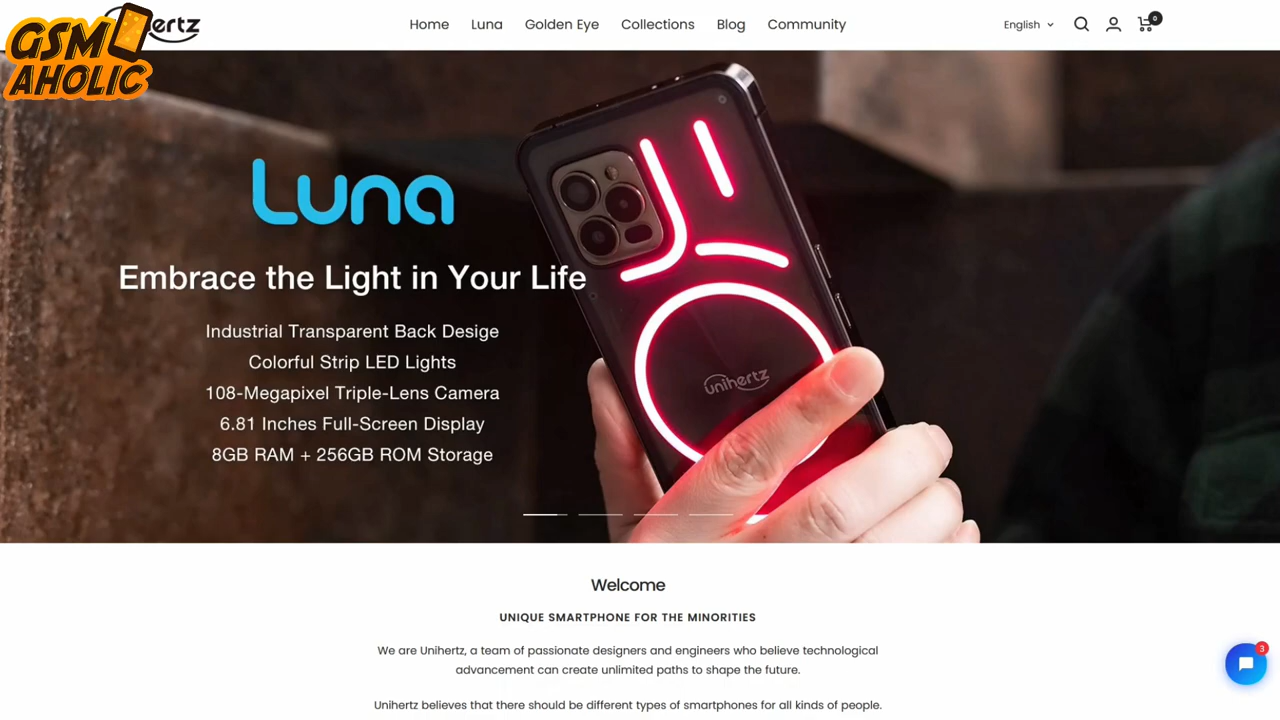 GSM
AHOLIC
ertz
Home Luna Golden Eye Collections Blog Community
English
0
Luna
Embrace the Light in Your Life
Industrial Transparent Back Desige
Colorful Strip LED Lights
108-Megapixel Triple-Lens Camera
6.81 Inches Full-Screen Display
8GB RAM + 256GB ROM Storage
unihertz
Welcome
UNIQUE SMARTPHONE FOR THE MINORITIES
We are Unihertz, a team of passionate designers and engineers who believe technological
advancement can create unlimited paths to shape the future.
Unihertz believes that there should be different types of smartphones for all kinds of people.
3